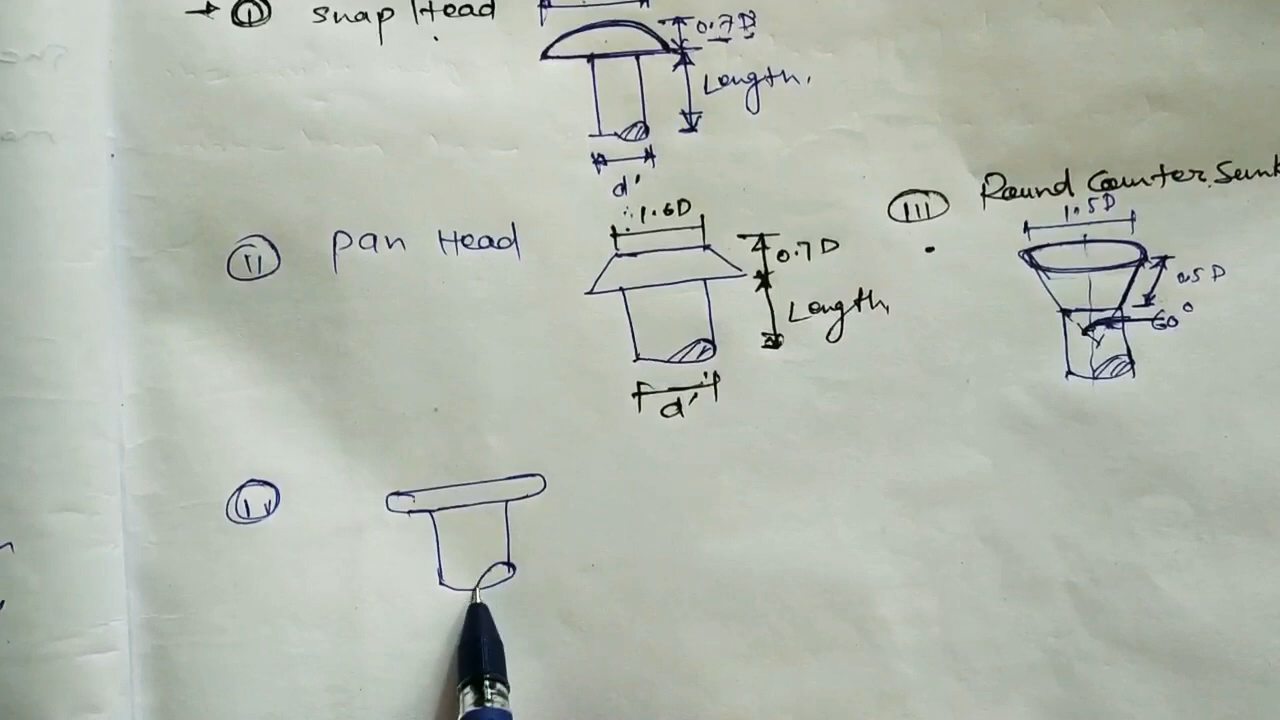 → (I) Snap Head
0.7D
Length.
d'
(II) Pan Head
∴1.6D
0.7D
Length,
d'
(III) Round Counter Sunk
1.5D
0.5D
60°
(IV)